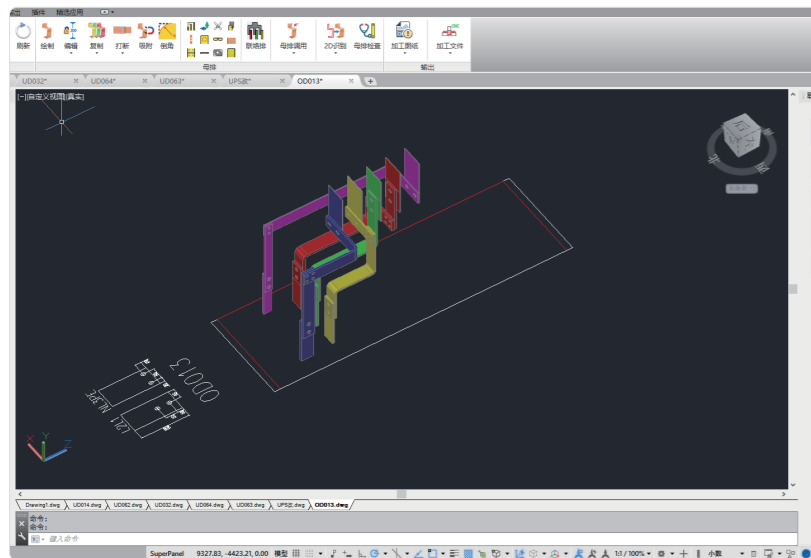 插件 精选应用
刷新 绘制 编辑 复制 打断 吸附 倒角 联络排 母排调用 2D识别 母排检查 加工图纸 加工文件
母排 输出
UD032* UD064* UD063* UPS改* OD013*
[−][自定义视图][真实]
北 西
OD013
X Y Z
Drawing1.dwg UD014.dwg UD062.dwg UD032.dwg UD064.dwg UD063.dwg UPS改.dwg OD013.dwg
命令:
命令:
键入命令
SuperPanel 9327.83, -4423.21, 0.00 模型 1:1 / 100% 小数